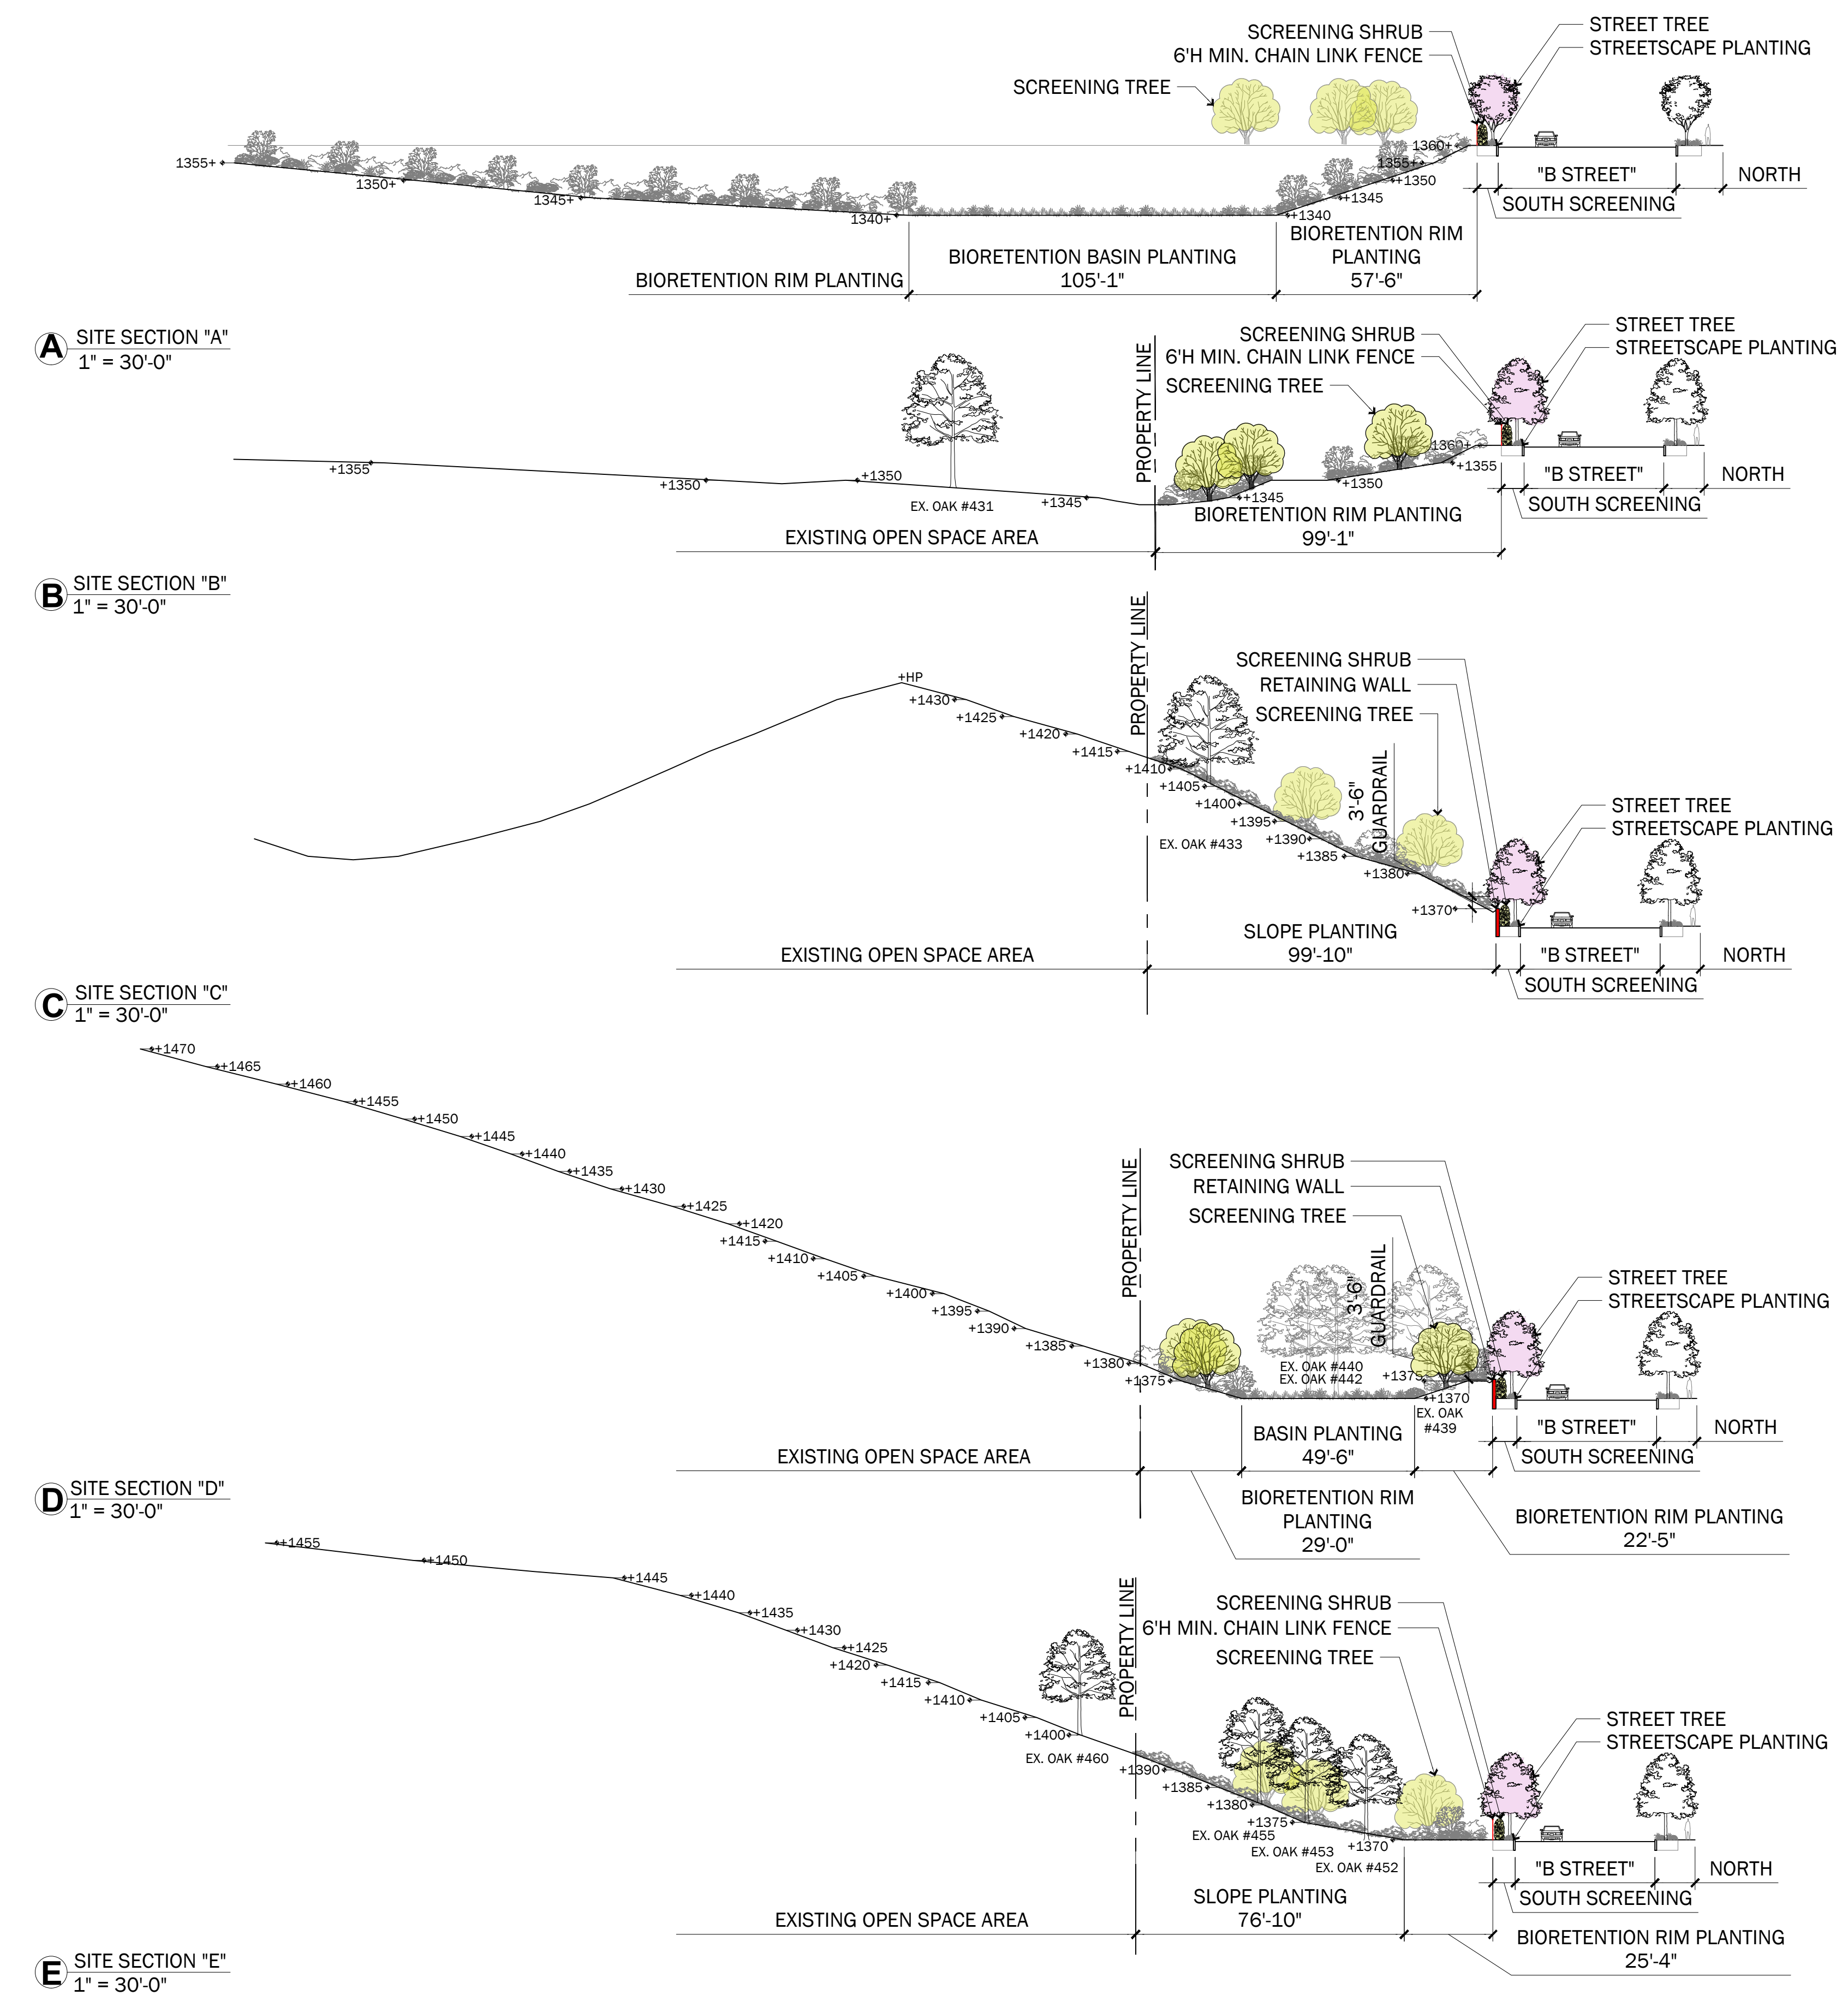 STREET TREE
SCREENING SHRUB
STREETSCAPE PLANTING
6'H MIN. CHAIN LINK FENCE
SCREENING TREE
1360+
1355+
1355+
1350+
+1350
1345+
+1345
1340+
+1340
"B STREET"
NORTH
SOUTH SCREENING
BIORETENTION RIM PLANTING
BIORETENTION BASIN PLANTING
105'-1"
BIORETENTION RIM
PLANTING
57'-6"
A
SITE SECTION "A"
1" = 30'-0"
STREET TREE
SCREENING SHRUB
STREETSCAPE PLANTING
6'H MIN. CHAIN LINK FENCE
SCREENING TREE
PROPERTY LINE
1360+
+1355
+1355
+1350
+1350
+1350
+1345
+1345
EX. OAK #431
"B STREET"
NORTH
SOUTH SCREENING
EXISTING OPEN SPACE AREA
BIORETENTION RIM PLANTING
99'-1"
B
SITE SECTION "B"
1" = 30'-0"
PROPERTY LINE
SCREENING SHRUB
RETAINING WALL
SCREENING TREE
+HP
+1430
+1425
+1420
+1415
+1410
+1405
+1400
+1395
+1390
+1385
+1380
+1370
3'-6"
GUARDRAIL
EX. OAK #433
STREET TREE
STREETSCAPE PLANTING
SLOPE PLANTING
99'-10"
EXISTING OPEN SPACE AREA
"B STREET"
NORTH
SOUTH SCREENING
C
SITE SECTION "C"
1" = 30'-0"
+1470
+1465
+1460
+1455
+1450
+1445
+1440
+1435
+1430
+1425
+1420
+1415
+1410
+1405
+1400
+1395
+1390
+1385
+1380
+1375
PROPERTY LINE
SCREENING SHRUB
RETAINING WALL
SCREENING TREE
3'-6"
GUARDRAIL
STREET TREE
STREETSCAPE PLANTING
EX. OAK #440
EX. OAK #442
+1375
+1370
EX. OAK
#439
BASIN PLANTING
49'-6"
EXISTING OPEN SPACE AREA
"B STREET"
NORTH
SOUTH SCREENING
BIORETENTION RIM
PLANTING
29'-0"
BIORETENTION RIM PLANTING
22'-5"
D
SITE SECTION "D"
1" = 30'-0"
+1455
+1450
+1445
+1440
+1435
+1430
+1425
+1420
+1415
+1410
+1405
+1400
+1390
+1385
+1380
+1375
+1370
PROPERTY LINE
SCREENING SHRUB
6'H MIN. CHAIN LINK FENCE
SCREENING TREE
STREET TREE
STREETSCAPE PLANTING
EX. OAK #460
EX. OAK #455
EX. OAK #453
EX. OAK #452
"B STREET"
NORTH
SOUTH SCREENING
SLOPE PLANTING
76'-10"
EXISTING OPEN SPACE AREA
BIORETENTION RIM PLANTING
25'-4"
E
SITE SECTION "E"
1" = 30'-0"